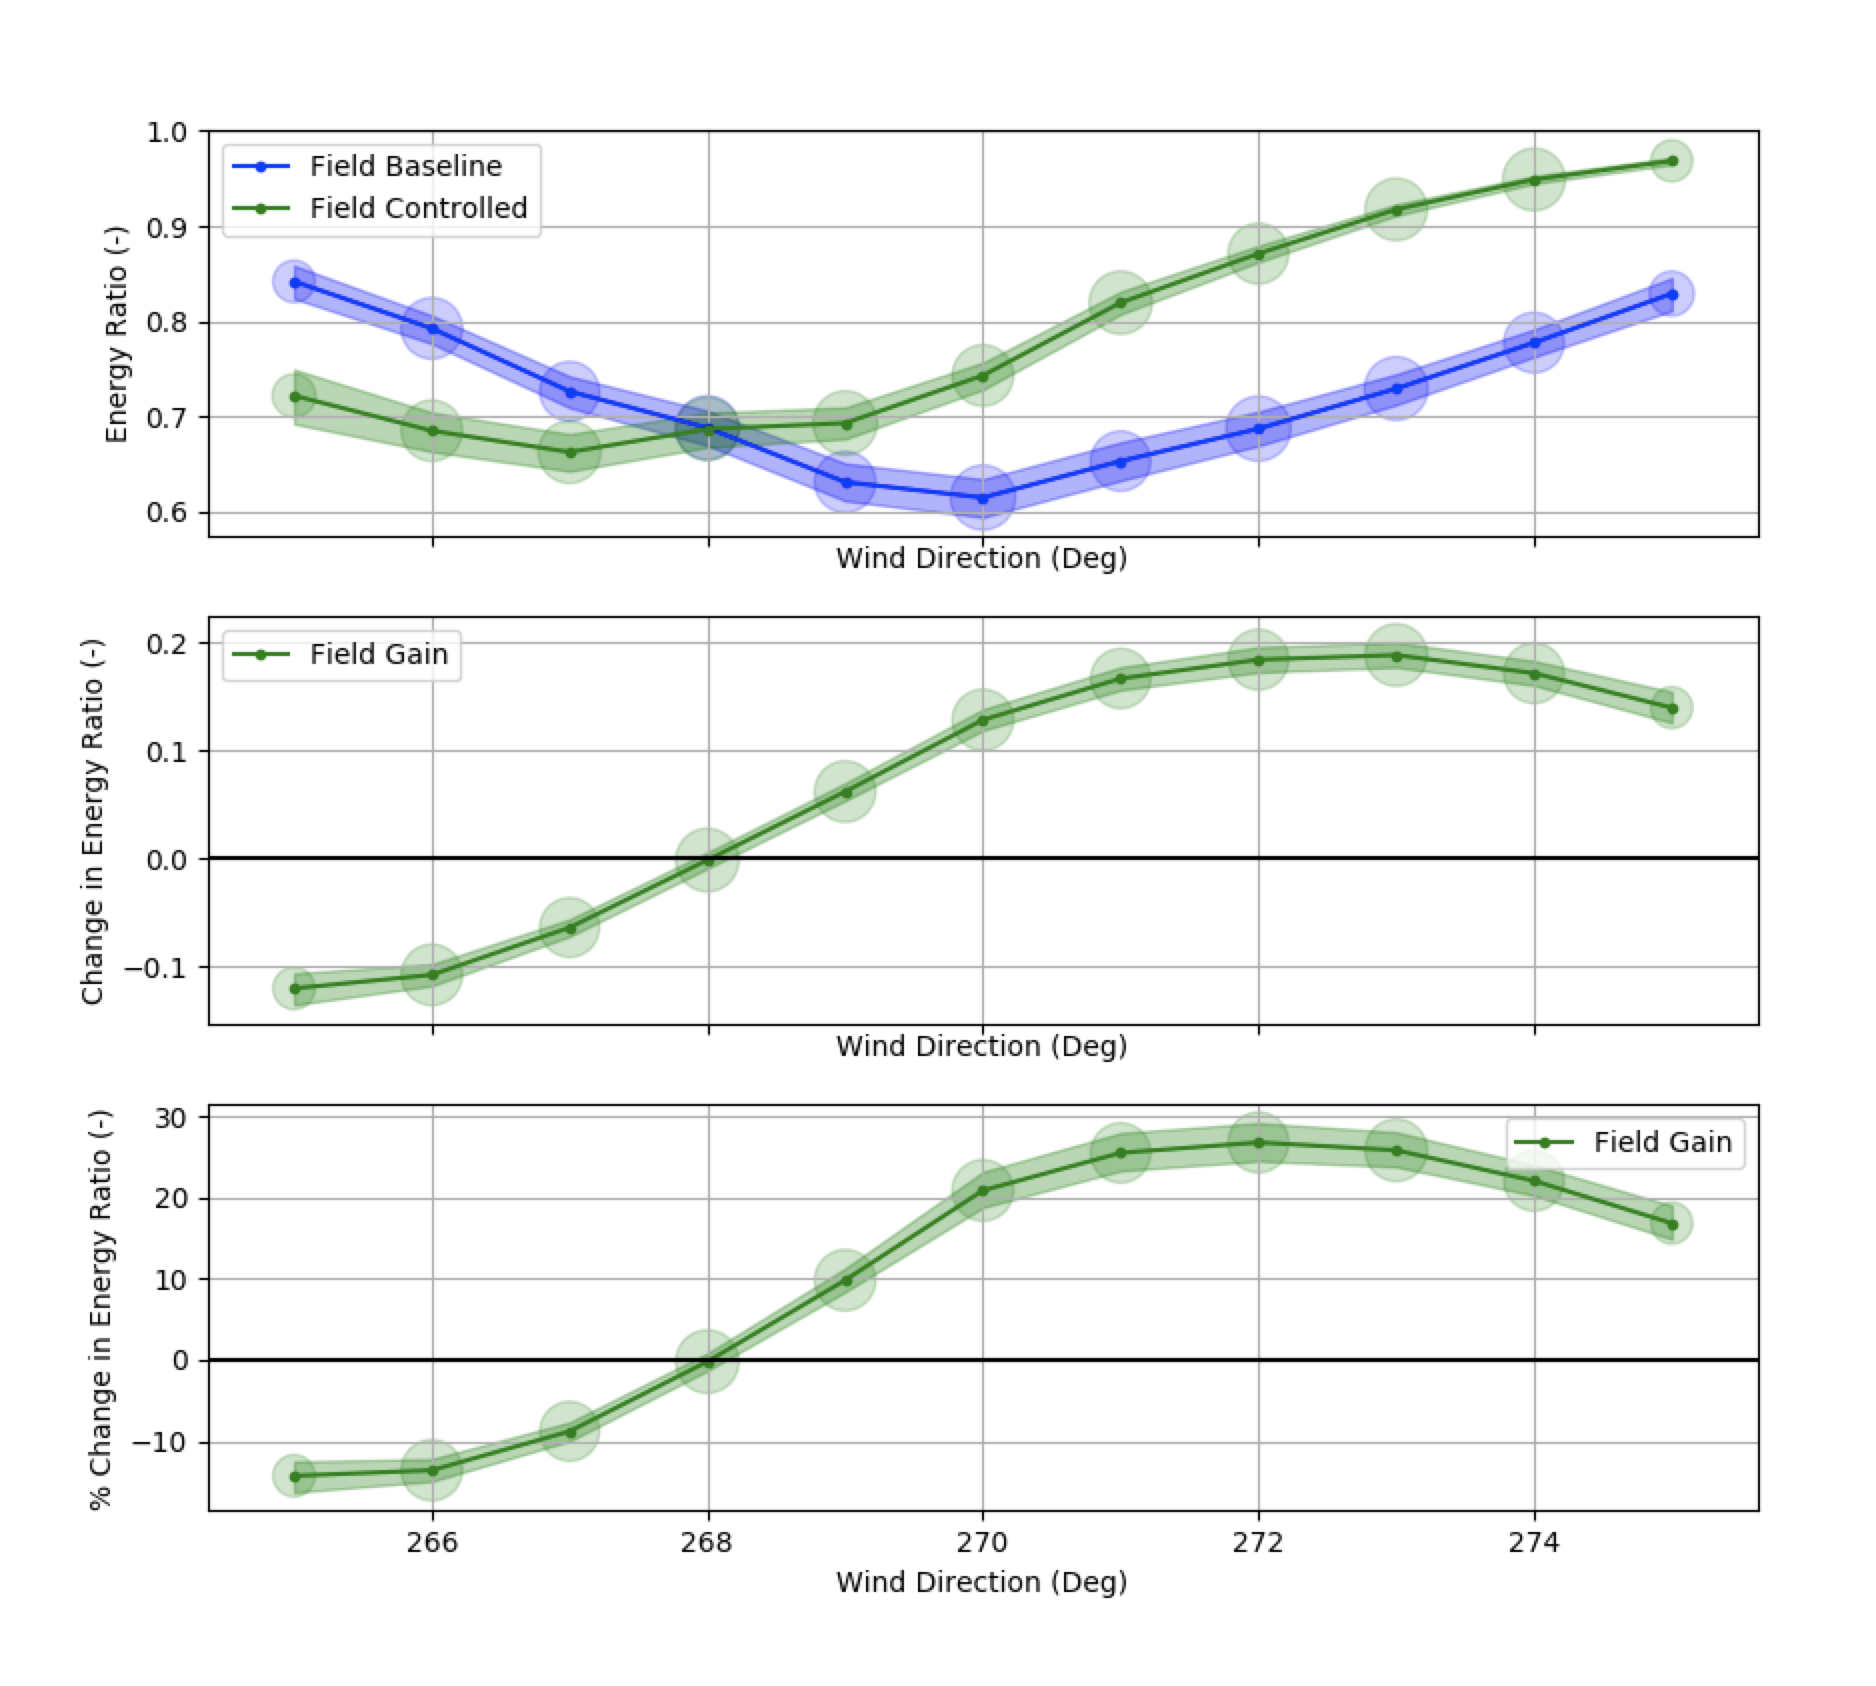 1.0
0.9
0.8
0.7
0.6
Energy Ratio (-)
Field Baseline
Field Controlled
Wind Direction (Deg)
0.2
0.1
0.0
−0.1
Change in Energy Ratio (-)
Field Gain
Wind Direction (Deg)
30
20
10
0
−10
% Change in Energy Ratio (-)
Field Gain
266 268 270 272 274
Wind Direction (Deg)